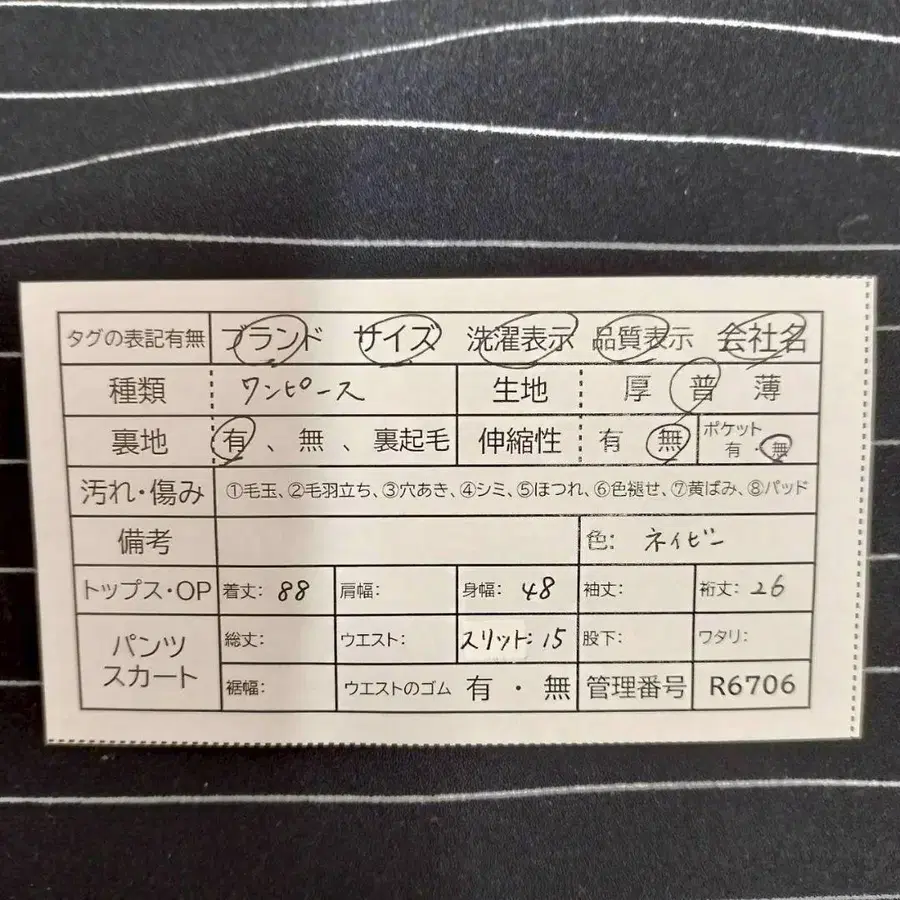 タグの表記有無 ブランド サイズ 洗濯表示 品質表示 会社名
種類 ワンピース 生地 厚 普 薄
裏地 有、無、裏起毛 伸縮性 有 無 ポケット 有・無
汚れ・傷み ①毛玉、②毛羽立ち、③穴あき、④シミ、⑤ほつれ、⑥色褪せ、⑦黄ばみ、⑧パッド
備考 色: ネイビー
トップス・OP 着丈: 88 肩幅: 身幅: 48 袖丈: 裄丈: 26
パンツ スカート 総丈: ウエスト: スリット: 15 股下: ワタリ:
裾幅: ウエストのゴム 有・無 管理番号 R6706